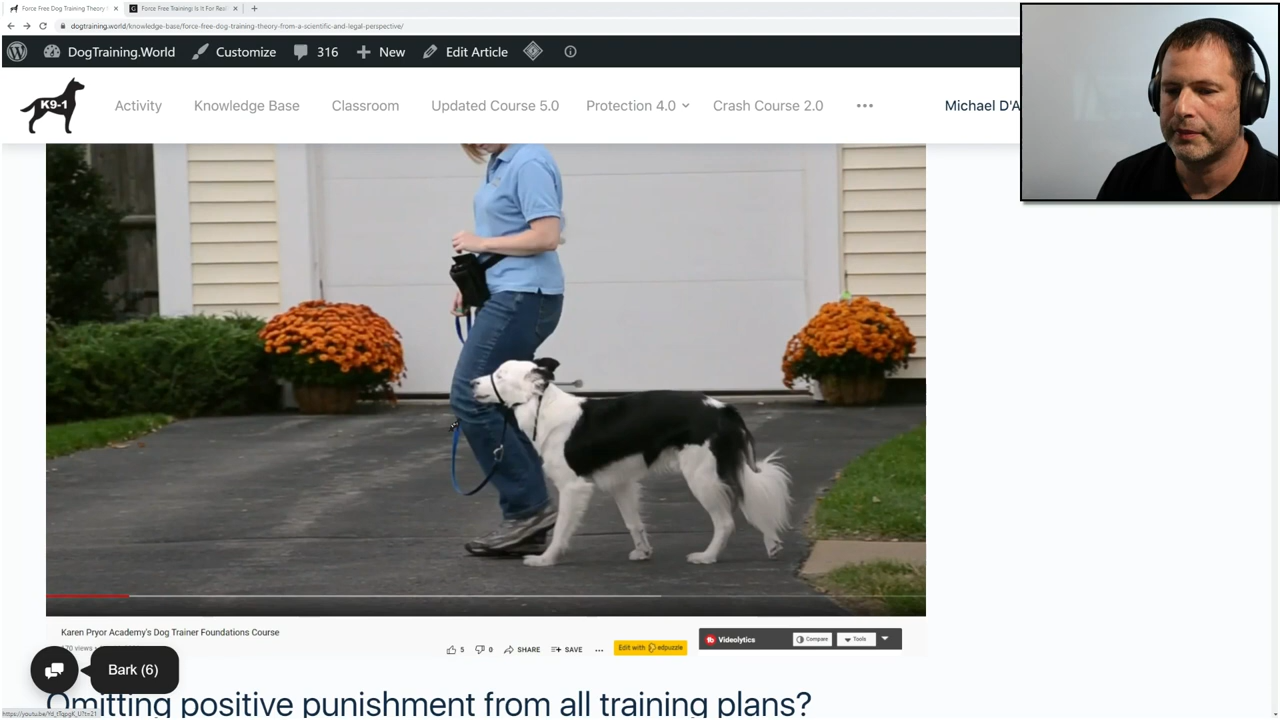 Force Free Dog Training Theory
Force Free Training: Is It For Real
dogtraining.world/knowledge-base/force-free-dog-training-theory-from-a-scientific-and-legal-perspective/
DogTraining.World Customize 316 New Edit Article
K9-1 Activity Knowledge Base Classroom Updated Course 5.0 Protection 4.0 Crash Course 2.0 ••• Michael D'A
Karen Pryor Academy's Dog Trainer Foundations Course
views
5 0 SHARE SAVE ... Edit with edpuzzle Videolytics Compare Tools
Bark (6)
Omitting positive punishment from all training plans?